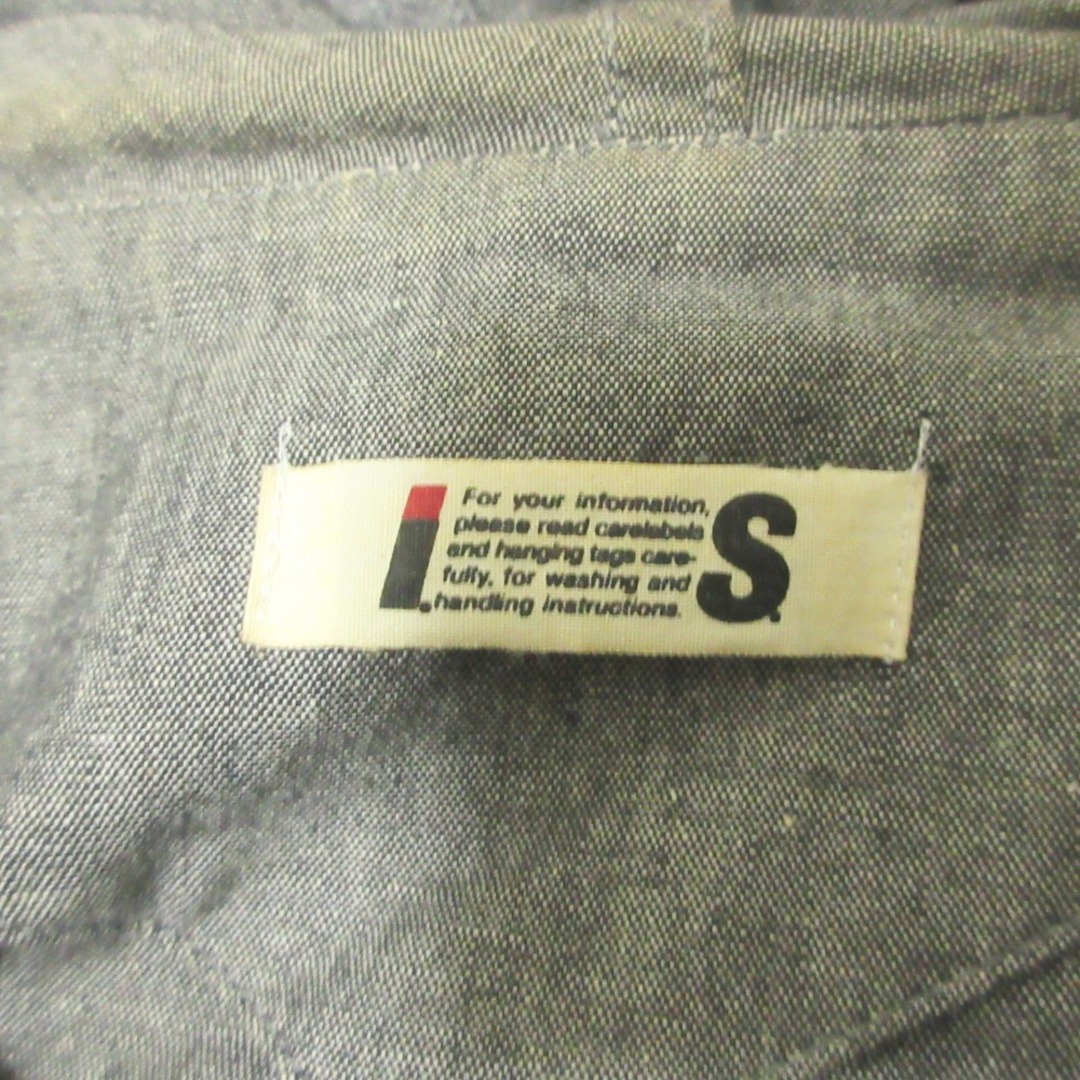 I.S.
For your information,
please read carelabels
and hanging tags care-
fully, for washing and
handling instructions.